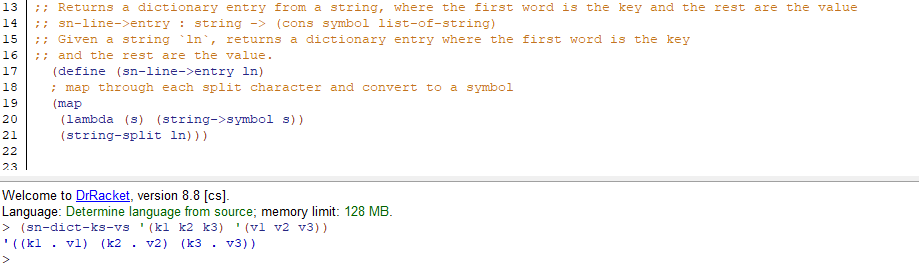 13 ;; Returns a dictionary entry from a string, where the first word is the key and the rest are the value
14 ;; sn-line->entry : string -> (cons symbol list-of-string)
15 ;; Given a string `ln`, returns a dictionary entry where the first word is the key
16 ;; and the rest are the value.
17 (define (sn-line->entry ln)
18 ; map through each split character and convert to a symbol
19 (map
20 (lambda (s) (string->symbol s))
21 (string-split ln)))
22
23
Welcome to DrRacket, version 8.8 [cs].
Language: Determine language from source; memory limit: 128 MB.
> (sn-dict-ks-vs '(k1 k2 k3) '(v1 v2 v3))
'((k1 . v1) (k2 . v2) (k3 . v3))
>